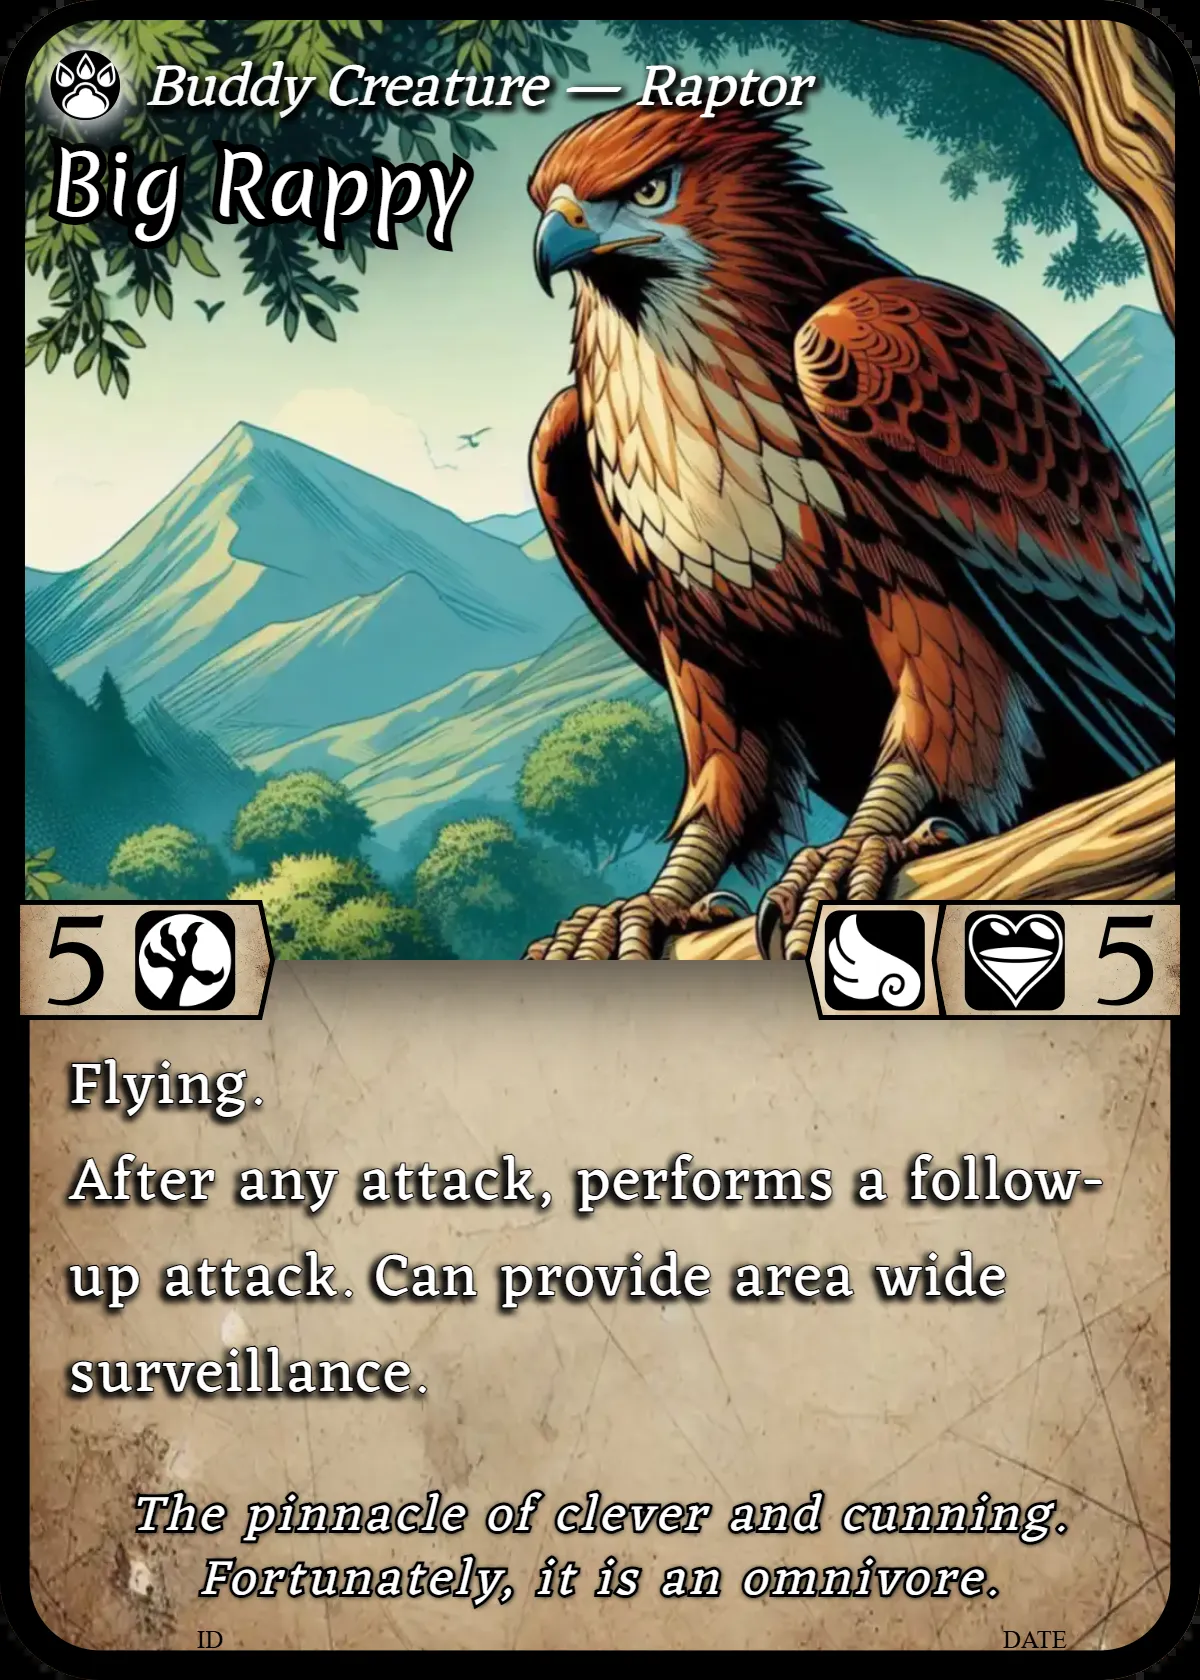 Buddy Creature — Raptor
Big Rappy
5
5
Flying.
After any attack, performs a follow-
up attack. Can provide area wide
surveillance.
The pinnacle of clever and cunning.
Fortunately, it is an omnivore.
ID
DATE